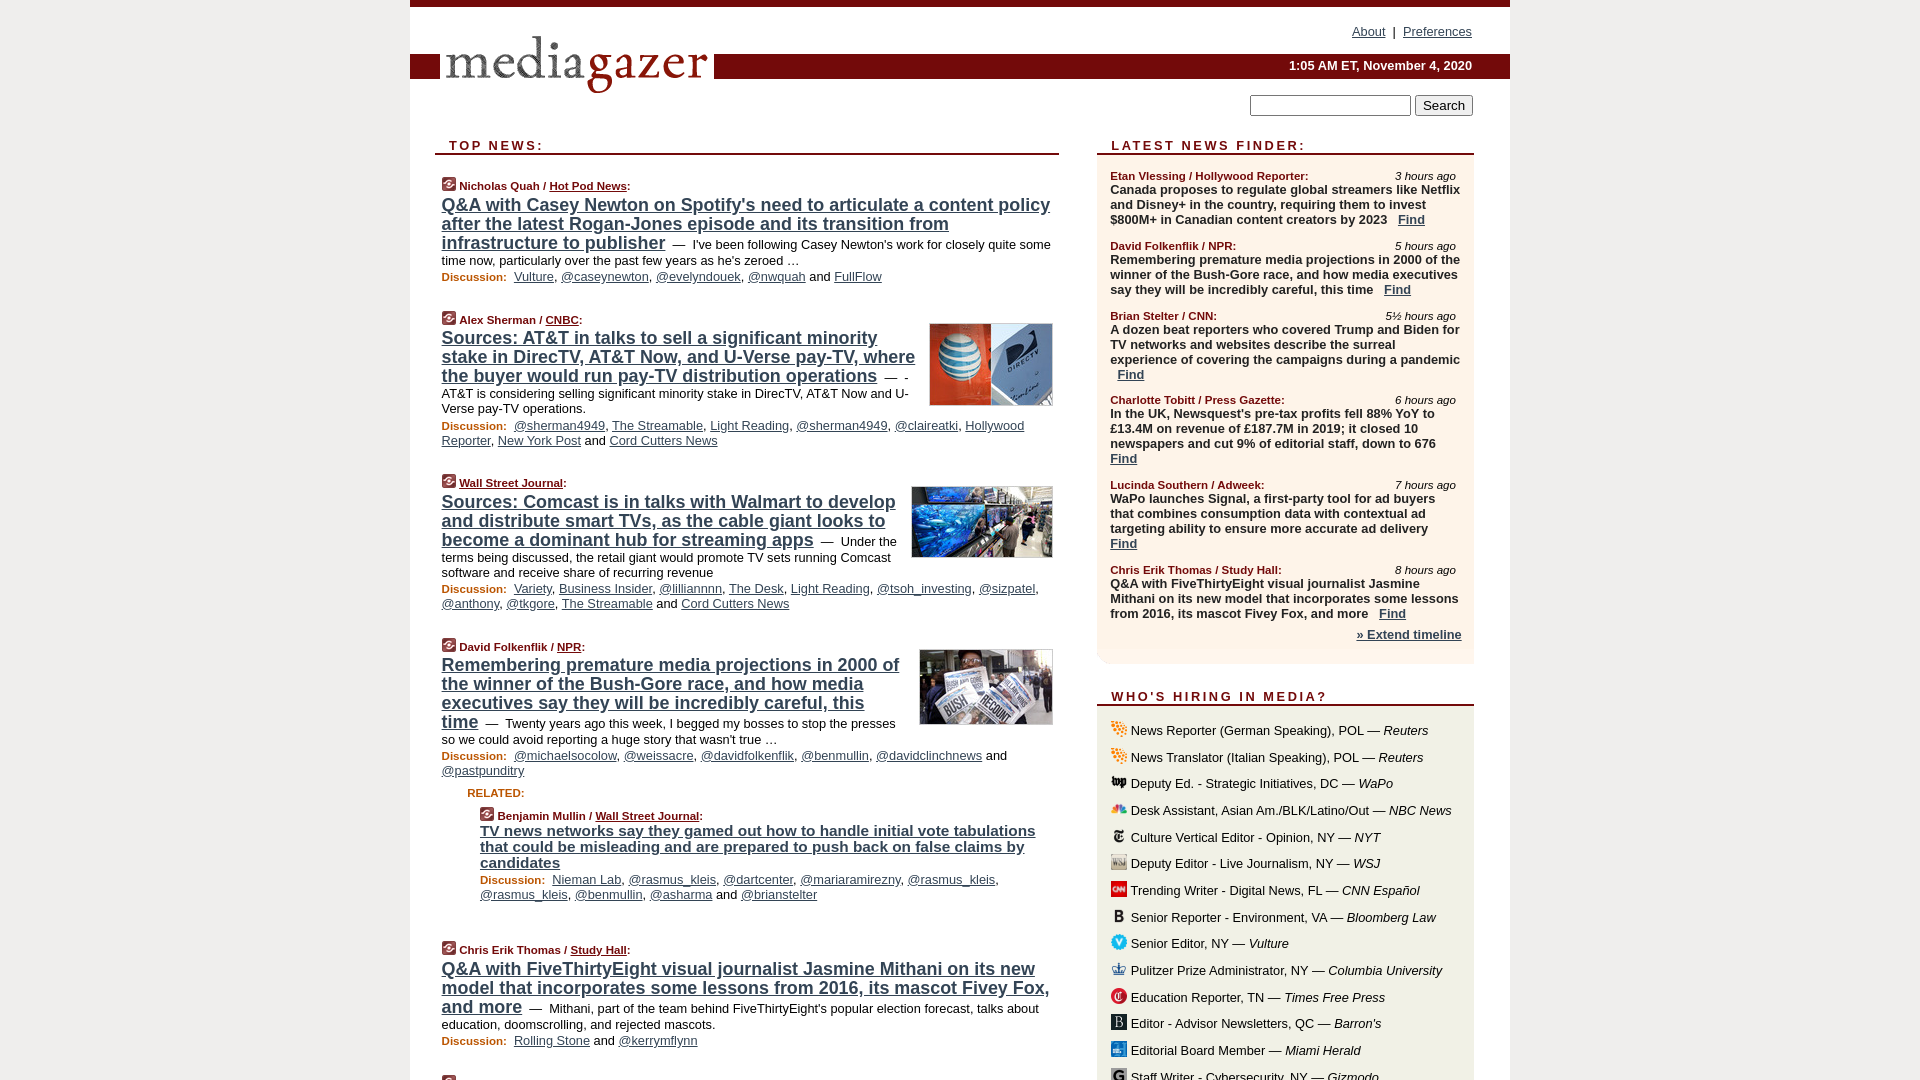 About | Preferences
mediagazer
1:05 AM ET, November 4, 2020
Search
TOP NEWS:
Nicholas Quah / Hot Pod News:
Q&A with Casey Newton on Spotify's need to articulate a content policy
after the latest Rogan-Jones episode and its transition from
infrastructure to publisher — I've been following Casey Newton's work for closely quite some
time now, particularly over the past few years as he's zeroed …
Discussion: Vulture, @caseynewton, @evelyndouek, @nwquah and FullFlow
Alex Sherman / CNBC:
Sources: AT&T in talks to sell a significant minority
stake in DirecTV, AT&T Now, and U-Verse pay-TV, where
the buyer would run pay-TV distribution operations — -
AT&T is considering selling significant minority stake in DirecTV, AT&T Now and U-
Verse pay-TV operations.
DIRECTV
Discussion: @sherman4949, The Streamable, Light Reading, @sherman4949, @claireatki, Hollywood
Reporter, New York Post and Cord Cutters News
Wall Street Journal:
Sources: Comcast is in talks with Walmart to develop
and distribute smart TVs, as the cable giant looks to
become a dominant hub for streaming apps — Under the
terms being discussed, the retail giant would promote TV sets running Comcast
software and receive share of recurring revenue
Discussion: Variety, Business Insider, @lilliannnn, The Desk, Light Reading, @tsoh_investing, @sizpatel,
@anthony, @tkgore, The Streamable and Cord Cutters News
David Folkenflik / NPR:
Remembering premature media projections in 2000 of
the winner of the Bush-Gore race, and how media
executives say they will be incredibly careful, this
time — Twenty years ago this week, I begged my bosses to stop the presses
so we could avoid reporting a huge story that wasn't true …
BUSH
RECOUNT
Discussion: @michaelsocolow, @weissacre, @davidfolkenflik, @benmullin, @davidclinchnews and
@pastpunditry
RELATED:
Benjamin Mullin / Wall Street Journal:
TV news networks say they gamed out how to handle initial vote tabulations
that could be misleading and are prepared to push back on false claims by
candidates
Discussion: Nieman Lab, @rasmus_kleis, @dartcenter, @mariaramirezny, @rasmus_kleis,
@rasmus_kleis, @benmullin, @asharma and @brianstelter
Chris Erik Thomas / Study Hall:
Q&A with FiveThirtyEight visual journalist Jasmine Mithani on its new
model that incorporates some lessons from 2016, its mascot Fivey Fox,
and more — Mithani, part of the team behind FiveThirtyEight's popular election forecast, talks about
education, doomscrolling, and rejected mascots.
Discussion: Rolling Stone and @kerrymflynn
LATEST NEWS FINDER:
Etan Vlessing / Hollywood Reporter: 3 hours ago
Canada proposes to regulate global streamers like Netflix
and Disney+ in the country, requiring them to invest
$800M+ in Canadian content creators by 2023 Find
David Folkenflik / NPR: 5 hours ago
Remembering premature media projections in 2000 of the
winner of the Bush-Gore race, and how media executives
say they will be incredibly careful, this time Find
Brian Stelter / CNN: 5½ hours ago
A dozen beat reporters who covered Trump and Biden for
TV networks and websites describe the surreal
experience of covering the campaigns during a pandemic
Find
Charlotte Tobitt / Press Gazette: 6 hours ago
In the UK, Newsquest's pre-tax profits fell 88% YoY to
£13.4M on revenue of £187.7M in 2019; it closed 10
newspapers and cut 9% of editorial staff, down to 676
Find
Lucinda Southern / Adweek: 7 hours ago
WaPo launches Signal, a first-party tool for ad buyers
that combines consumption data with contextual ad
targeting ability to ensure more accurate ad delivery
Find
Chris Erik Thomas / Study Hall: 8 hours ago
Q&A with FiveThirtyEight visual journalist Jasmine
Mithani on its new model that incorporates some lessons
from 2016, its mascot Fivey Fox, and more Find
» Extend timeline
WHO'S HIRING IN MEDIA?
News Reporter (German Speaking), POL — Reuters
News Translator (Italian Speaking), POL — Reuters
Deputy Ed. - Strategic Initiatives, DC — WaPo
Desk Assistant, Asian Am./BLK/Latino/Out — NBC News
Culture Vertical Editor - Opinion, NY — NYT
Deputy Editor - Live Journalism, NY — WSJ
Trending Writer - Digital News, FL — CNN Español
Senior Reporter - Environment, VA — Bloomberg Law
Senior Editor, NY — Vulture
Pulitzer Prize Administrator, NY — Columbia University
Education Reporter, TN — Times Free Press
Editor - Advisor Newsletters, QC — Barron's
Editorial Board Member — Miami Herald
Staff Writer - Cybersecurity, NY — Gizmodo